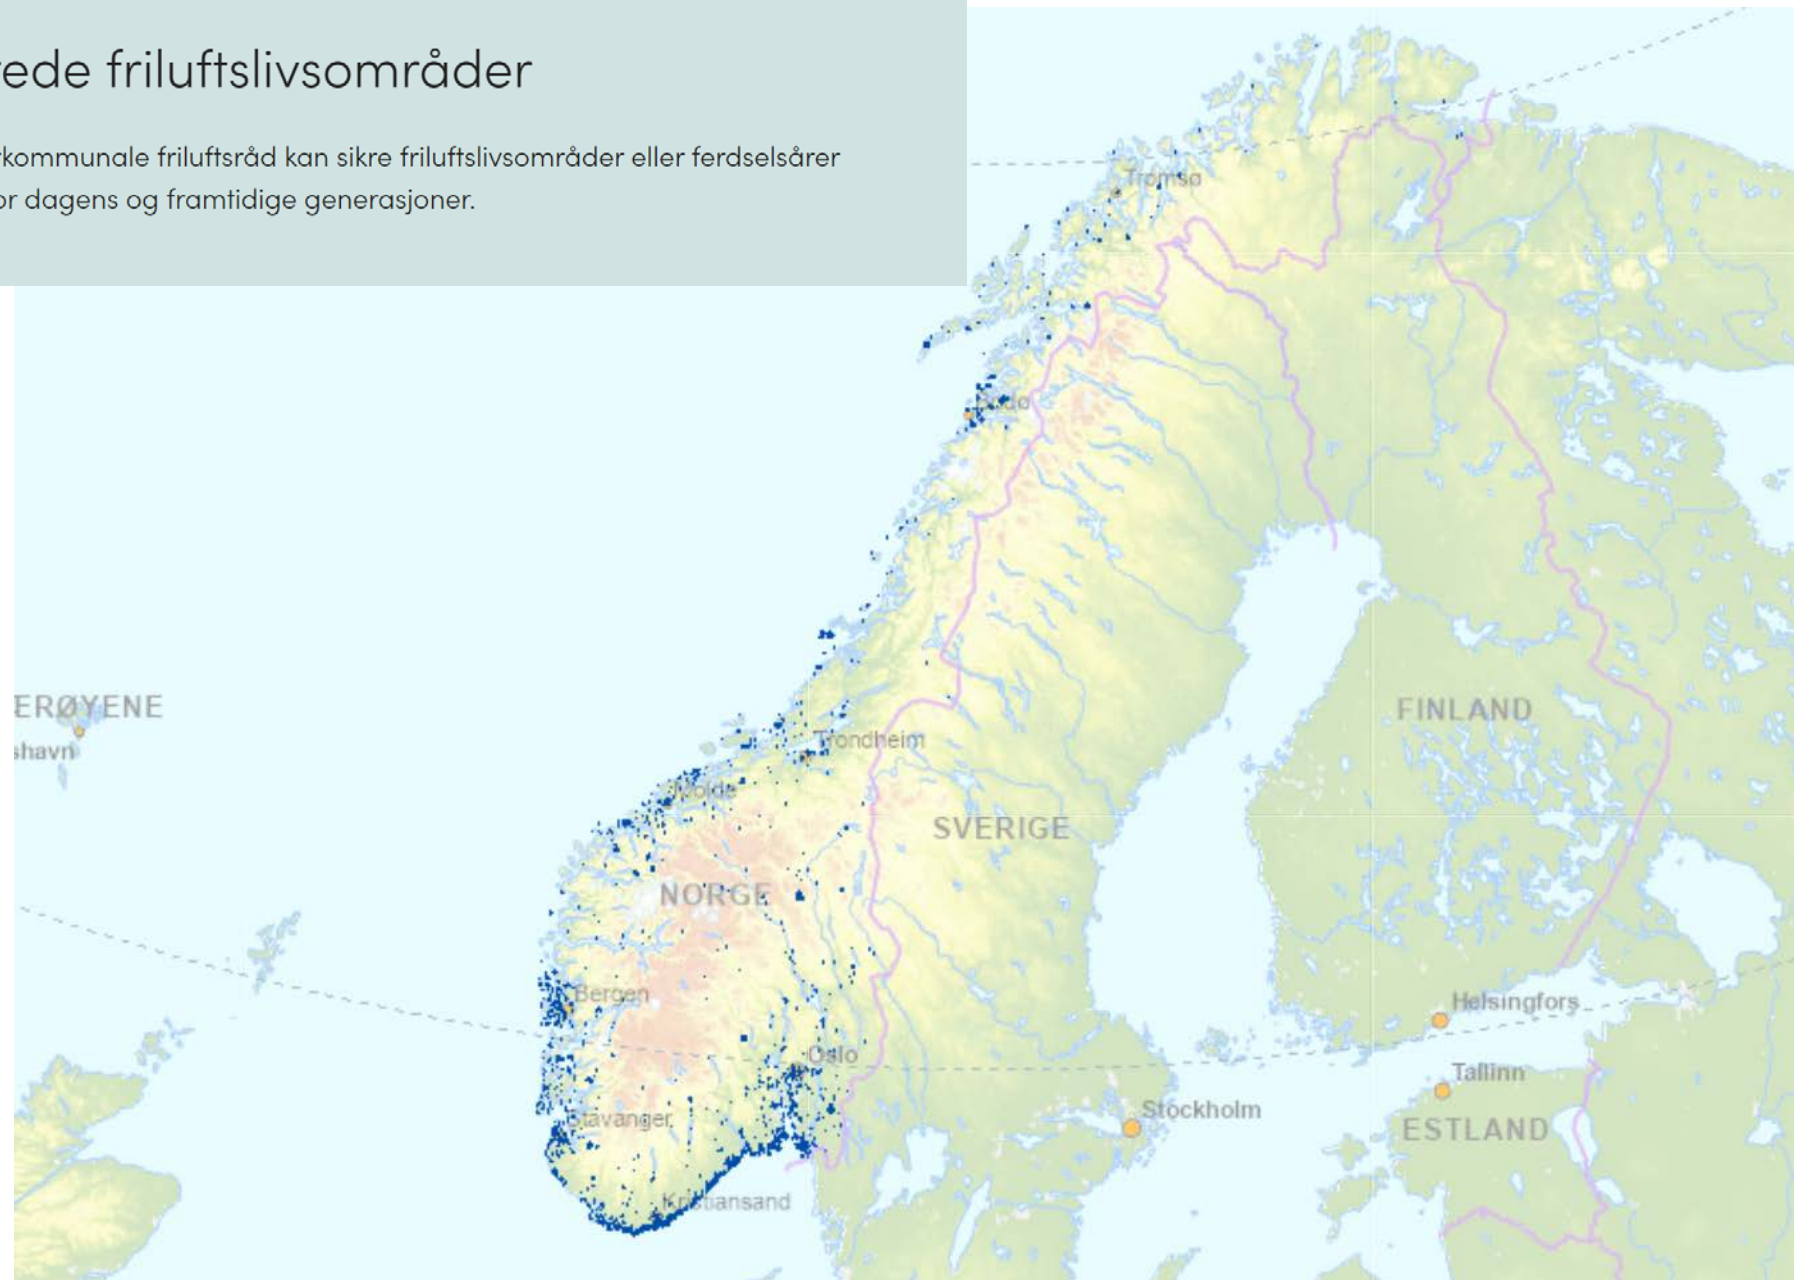 ede friluftslivsområder
kommunale friluftsråd kan sikre friluftslivsområder eller ferdselsårer
or dagens og framtidige generasjoner.
Tromsø
Bodø
ERØYENE
shavn
Trondheim
Molde
FINLAND
SVERIGE
NORGE
Bergen
Helsingfors
Oslo
Tallinn
Stavanger
Stockholm
ESTLAND
Kristiansand